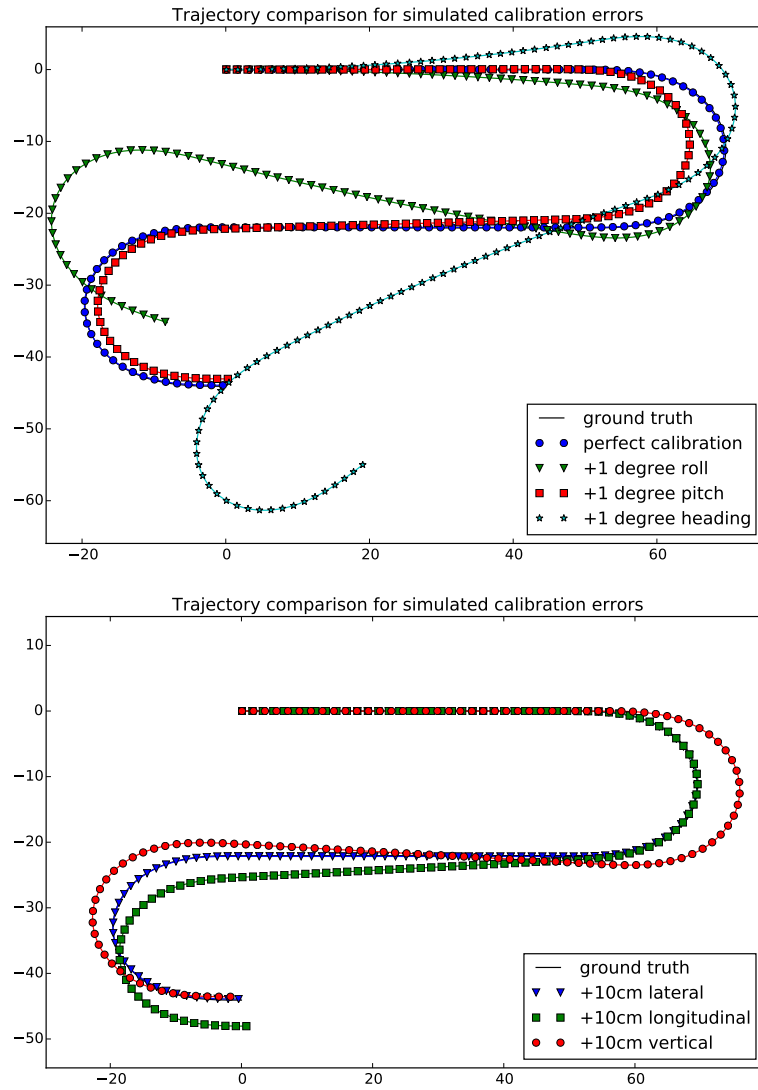 Trajectory comparison for simulated calibration errors
0
−10
−20
−30
−40
−50
−60
−20 0 20 40 60
ground truth
perfect calibration
+1 degree roll
+1 degree pitch
+1 degree heading
Trajectory comparison for simulated calibration errors
10
0
−10
−20
−30
−40
−50
−20 0 20 40 60
ground truth
+10cm lateral
+10cm longitudinal
+10cm vertical